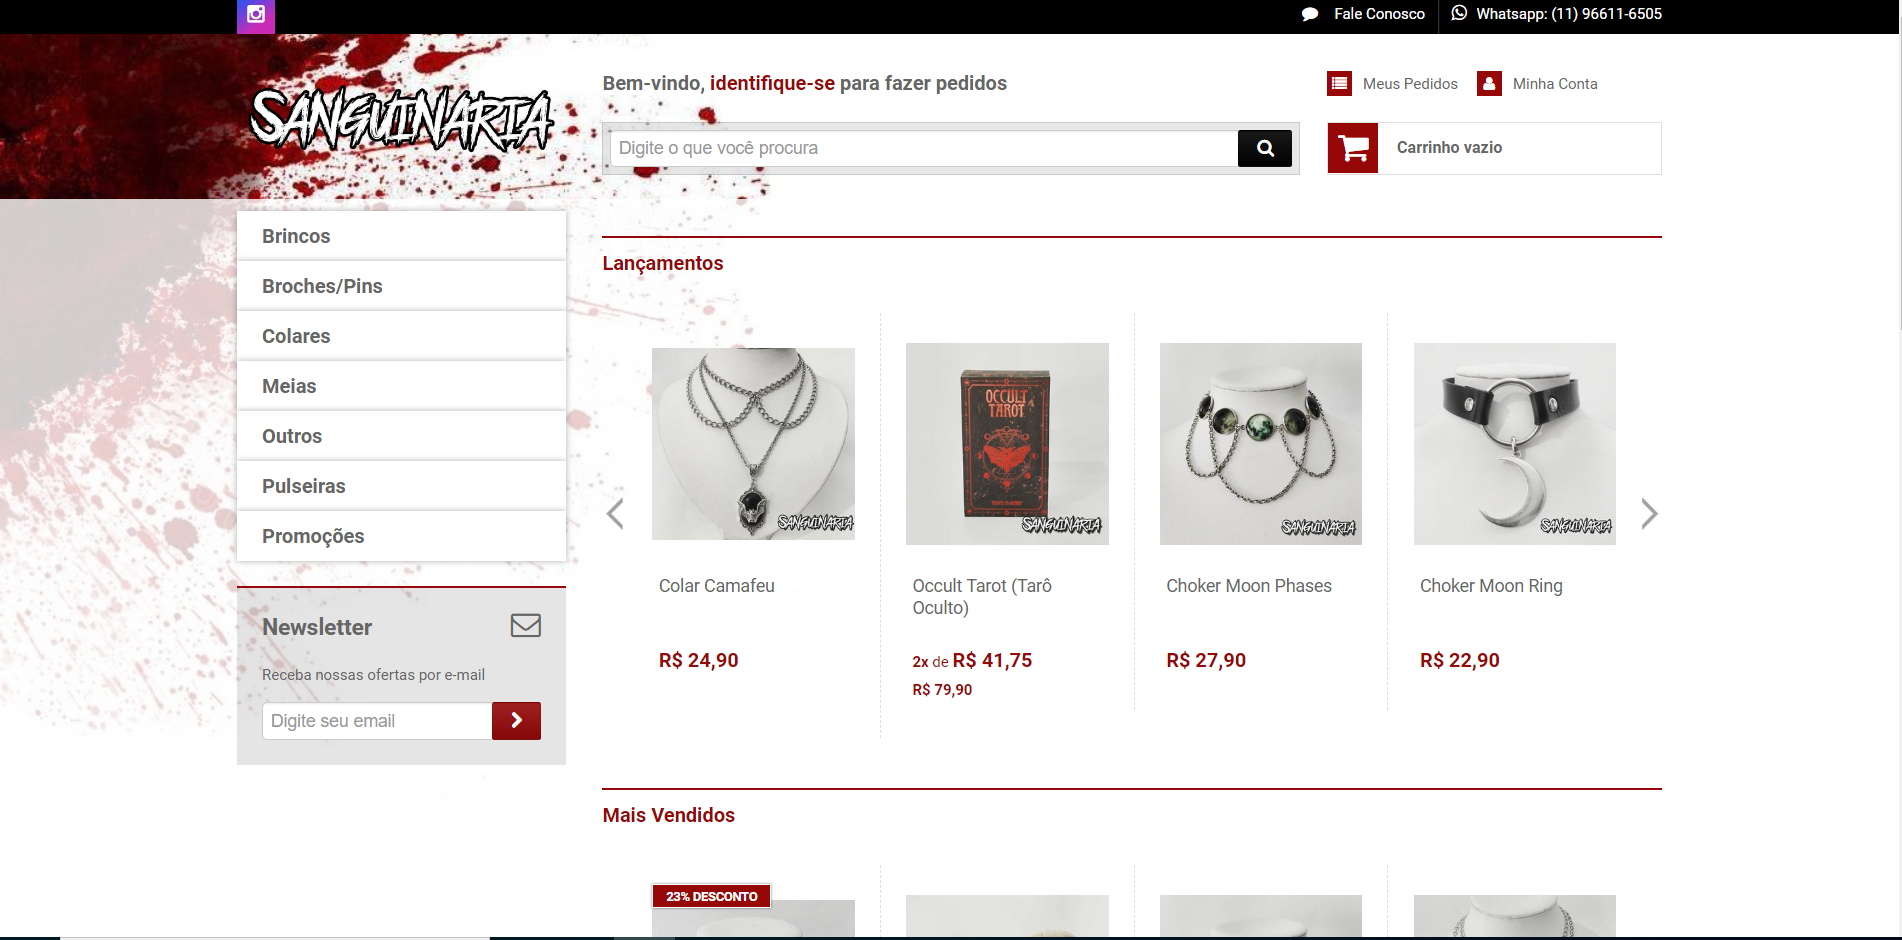 Fale Conosco
Whatsapp: (11) 96611-6505
SANGUINARIA
Bem-vindo, identifique-se para fazer pedidos
Meus Pedidos
Minha Conta
Digite o que você procura
Carrinho vazio
Brincos
Broches/Pins
Colares
Meias
Outros
Pulseiras
Promoções
Newsletter
Receba nossas ofertas por e-mail
Digite seu email
Lançamentos
SANGUINARIA
OCCULT
TAROT
SANGUINARIA
SANGUINARIA
SANGUINARIA
Colar Camafeu
Occult Tarot (Tarô
Oculto)
Choker Moon Phases
Choker Moon Ring
R$ 24,90
2x de R$ 41,75
R$ 79,90
R$ 27,90
R$ 22,90
Mais Vendidos
23% DESCONTO